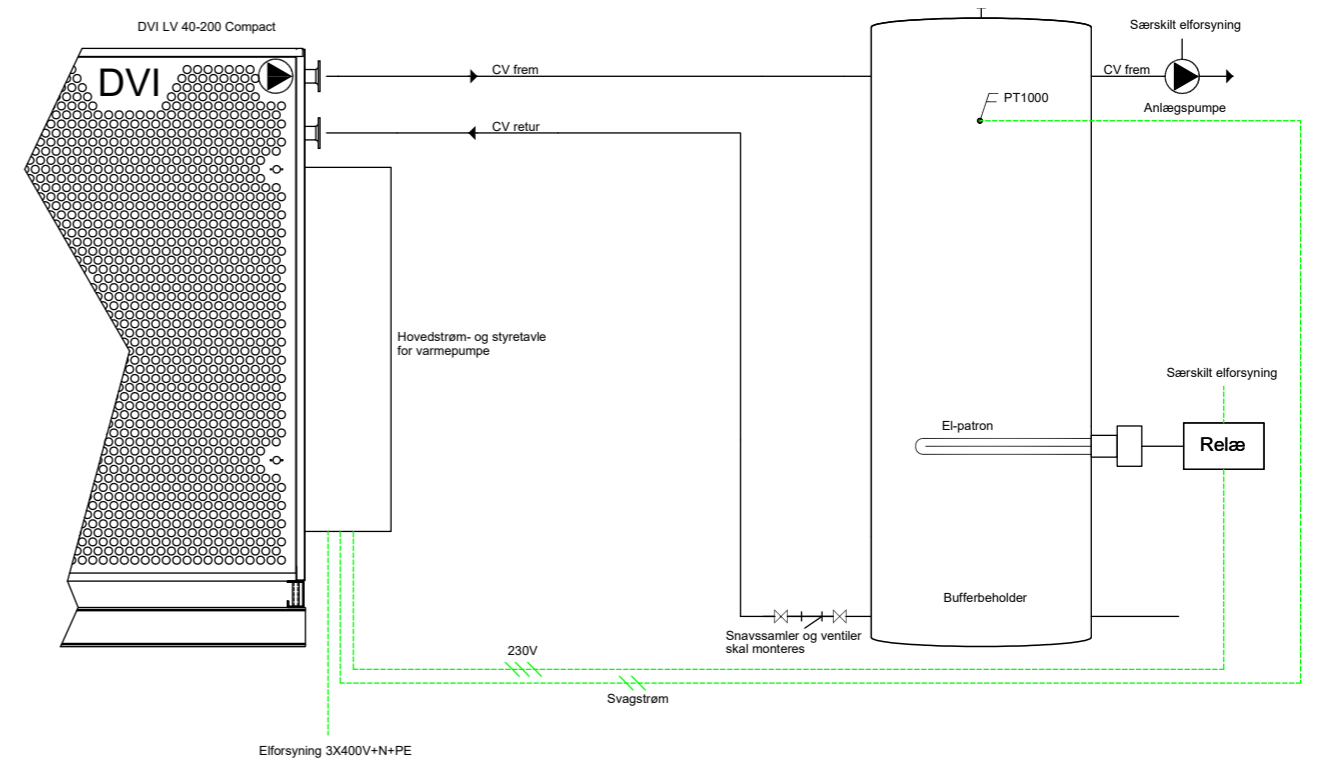 DVI LV 40-200 Compact
Særskilt elforsyning
DVI
CV frem
CV frem
PT1000
Anlægspumpe
CV retur
Hovedstrøm- og styretavle
for varmepumpe
Særskilt elforsyning
El-patron
Relæ
Bufferbeholder
Snavssamler og ventiler
skal monteres
230V
Svagstrøm
Elforsyning 3X400V+N+PE